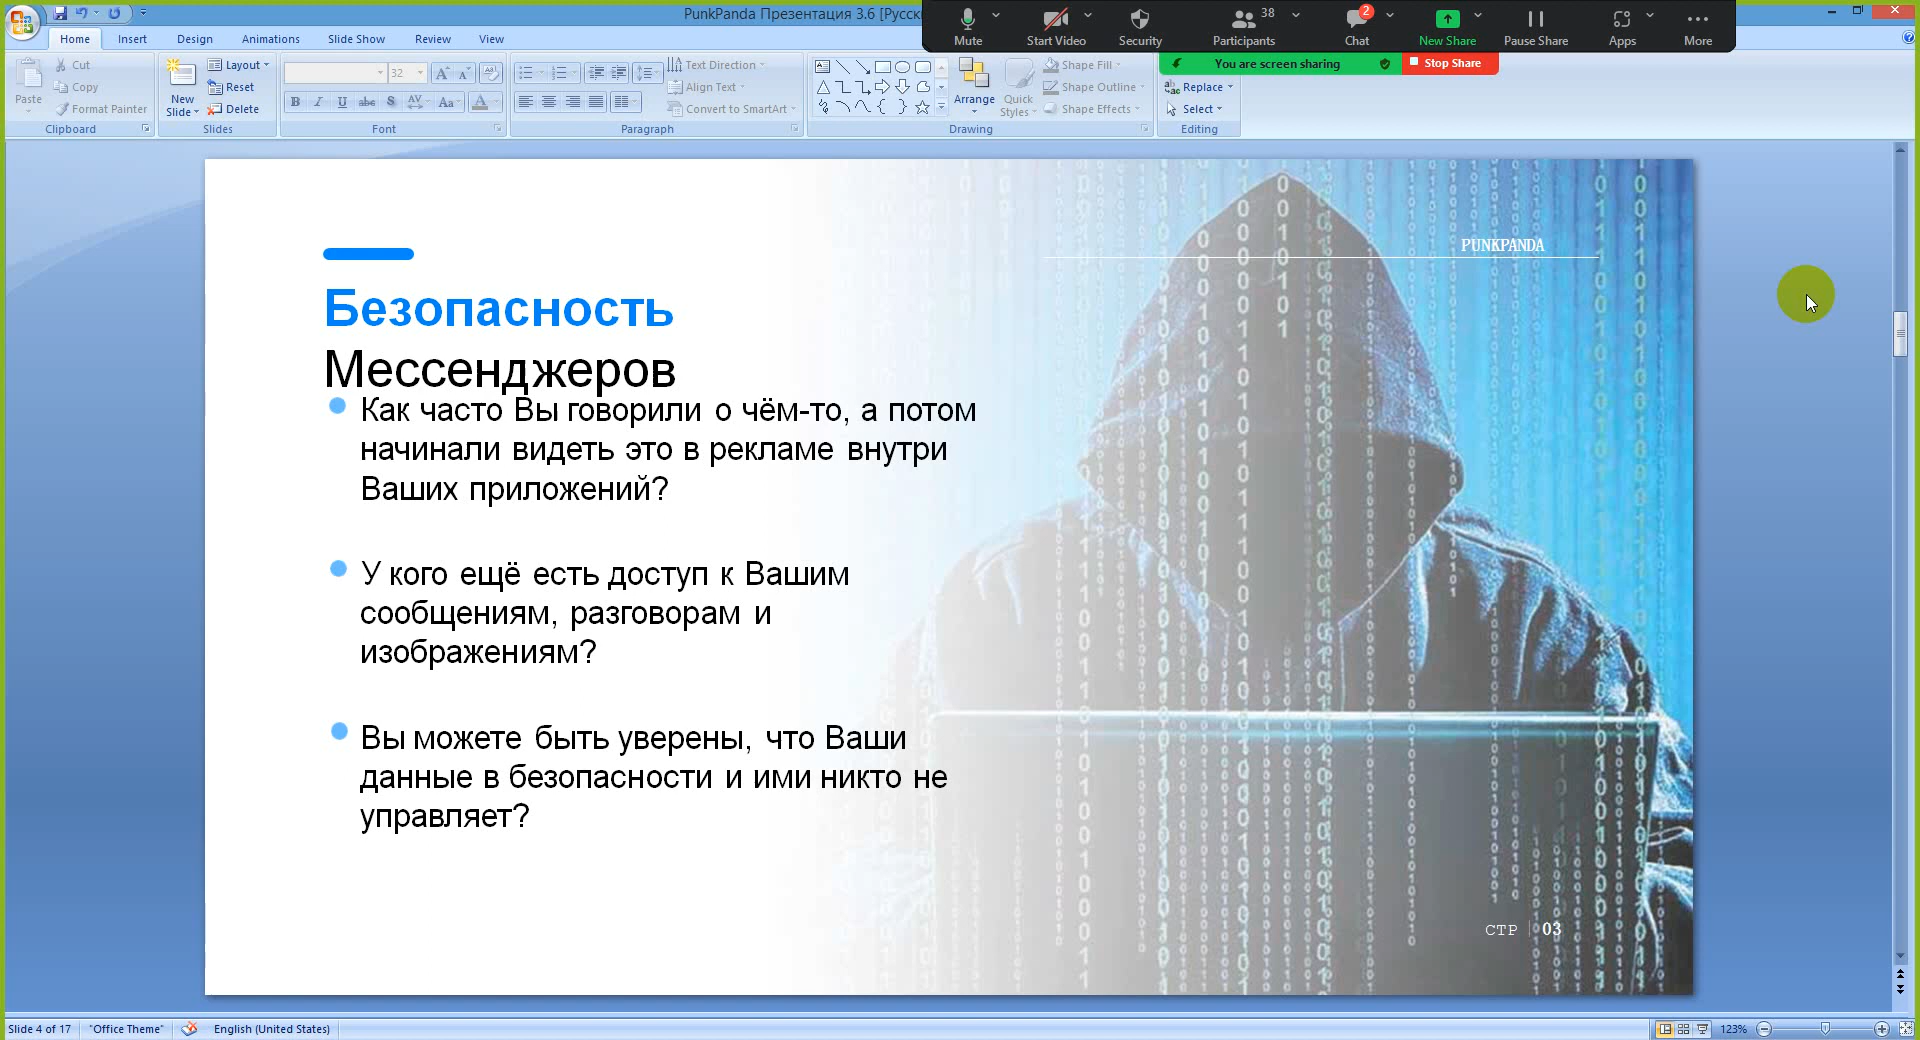 PunkPanda Презентация 3.6 [Русск
Mute
Start Video
Security
38
Participants
2
Chat
New Share
Pause Share
Apps
More
You are screen sharing
Stop Share
Home
Insert
Design
Animations
Slide Show
Review
View
Paste
Cut
Copy
Format Painter
Clipboard
New Slide
Layout
Reset
Delete
Slides
32
Font
Text Direction
Align Text
Convert to SmartArt
Paragraph
Arrange
Quick Styles
Shape Fill
Shape Outline
Shape Effects
Drawing
Replace
Select
Editing
PUNKPANDA
Безопасность
Мессенджеров
Как часто Вы говорили о чём-то, а потом
начинали видеть это в рекламе внутри
Ваших приложений?
У кого ещё есть доступ к Вашим
сообщениям, разговорам и
изображениям?
Вы можете быть уверены, что Ваши
данные в безопасности и ими никто не
управляет?
СТР | 03
Slide 4 of 17
"Office Theme"
English (United States)
123%